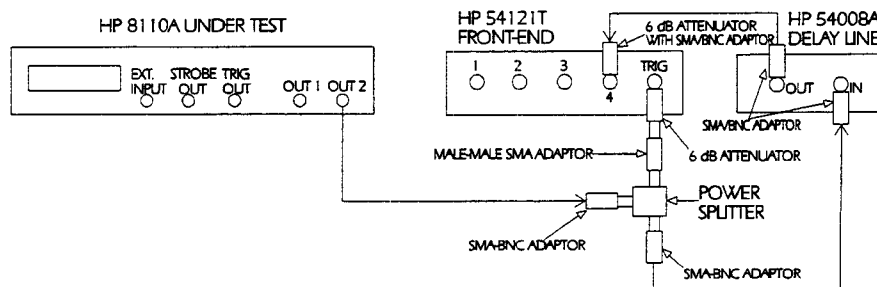 HP 8110A UNDER TEST
EXT. INPUT
STROBE OUT
TRIG OUT
OUT 1
OUT 2
HP 54121T
FRONT-END
1
2
3
4
TRIG
6 dB ATTENUATOR
WITH SMA/BNC ADAPTOR
HP 54008A
DELAY LINE
OUT
IN
SMA/BNC ADAPTOR
MALE-MALE SMA ADAPTOR
6 dB ATTENUATOR
POWER
SPLITTER
SMA-BNC ADAPTOR
SMA-BNC ADAPTOR